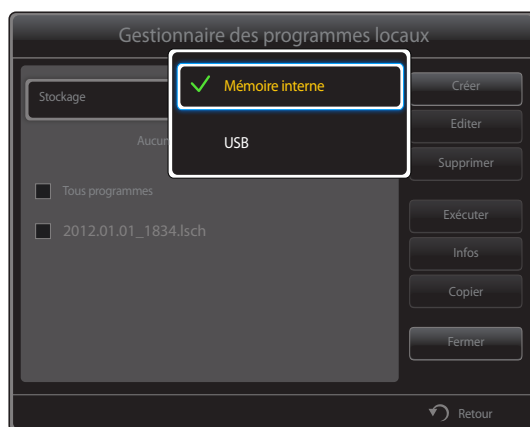 Gestionnaire des programmes locaux
Stockage
Mémoire interne
USB
Aucun
Tous programmes
2012.01.01_1834.lsch
Créer
Editer
Supprimer
Exécuter
Infos
Copier
Fermer
Retour